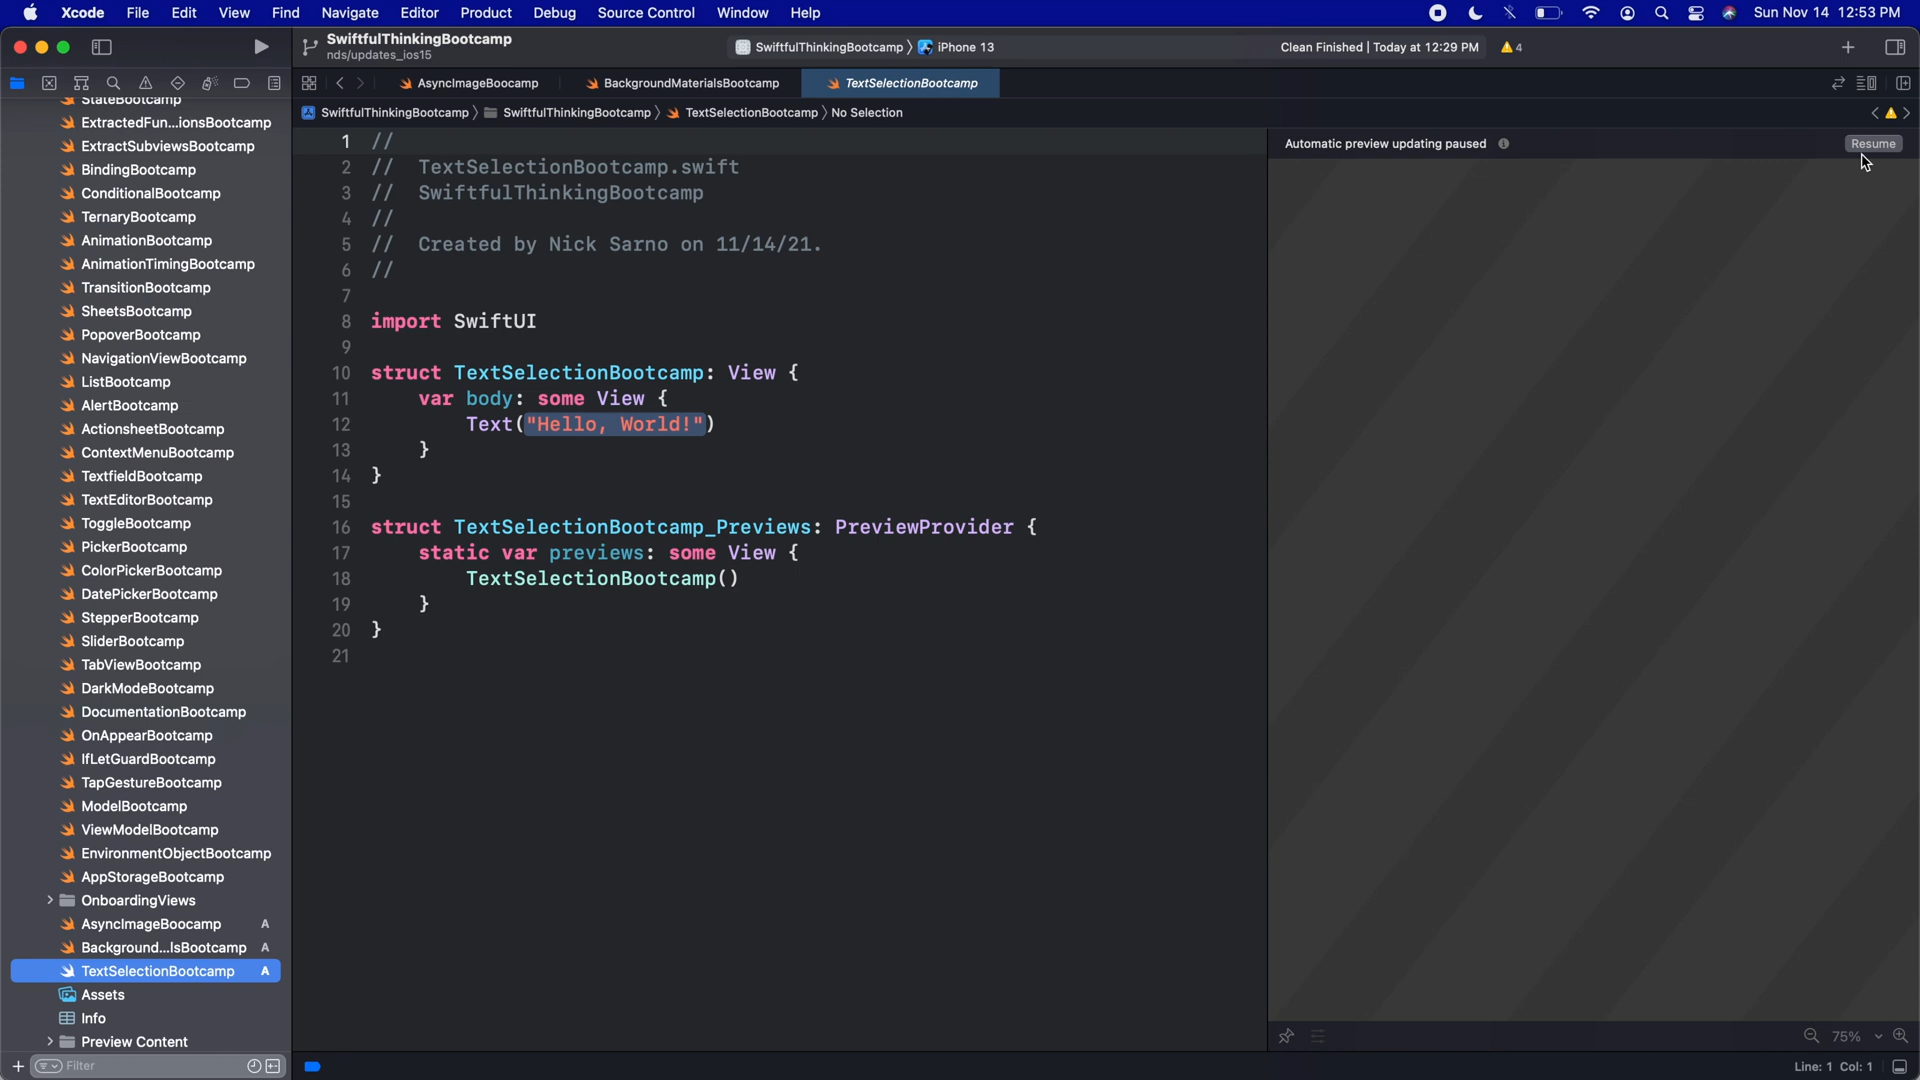 Xcode File Edit View Find Navigate Editor Product Debug Source Control Window Help Sun Nov 14 12:53 PM
SwiftfulThinkingBootcamp
nds/updates_ios15
SwiftfulThinkingBootcamp 〉 iPhone 13
Clean Finished | Today at 12:29 PM 4
AsyncImageBoocamp BackgroundMaterialsBootcamp TextSelectionBootcamp
SwiftfulThinkingBootcamp 〉 SwiftfulThinkingBootcamp 〉 TextSelectionBootcamp 〉 No Selection
StateBootcamp
ExtractedFun...ionsBootcamp
ExtractSubviewsBootcamp
BindingBootcamp
ConditionalBootcamp
TernaryBootcamp
AnimationBootcamp
AnimationTimingBootcamp
TransitionBootcamp
SheetsBootcamp
PopoverBootcamp
NavigationViewBootcamp
ListBootcamp
AlertBootcamp
ActionsheetBootcamp
ContextMenuBootcamp
TextfieldBootcamp
TextEditorBootcamp
ToggleBootcamp
PickerBootcamp
ColorPickerBootcamp
DatePickerBootcamp
StepperBootcamp
SliderBootcamp
TabViewBootcamp
DarkModeBootcamp
DocumentationBootcamp
OnAppearBootcamp
IfLetGuardBootcamp
TapGestureBootcamp
ModelBootcamp
ViewModelBootcamp
EnvironmentObjectBootcamp
AppStorageBootcamp
OnboardingViews
AsyncImageBoocamp A
Background...lsBootcamp A
TextSelectionBootcamp A
Assets
Info
Preview Content
Filter
1 //
2 //  TextSelectionBootcamp.swift
3 //  SwiftfulThinkingBootcamp
4 //
5 //  Created by Nick Sarno on 11/14/21.
6 //
7
8 import SwiftUI
9
10 struct TextSelectionBootcamp: View {
11     var body: some View {
12         Text("Hello, World!")
13     }
14 }
15
16 struct TextSelectionBootcamp_Previews: PreviewProvider {
17     static var previews: some View {
18         TextSelectionBootcamp()
19     }
20 }
21
Automatic preview updating paused Resume
75%
Line: 1 Col: 1